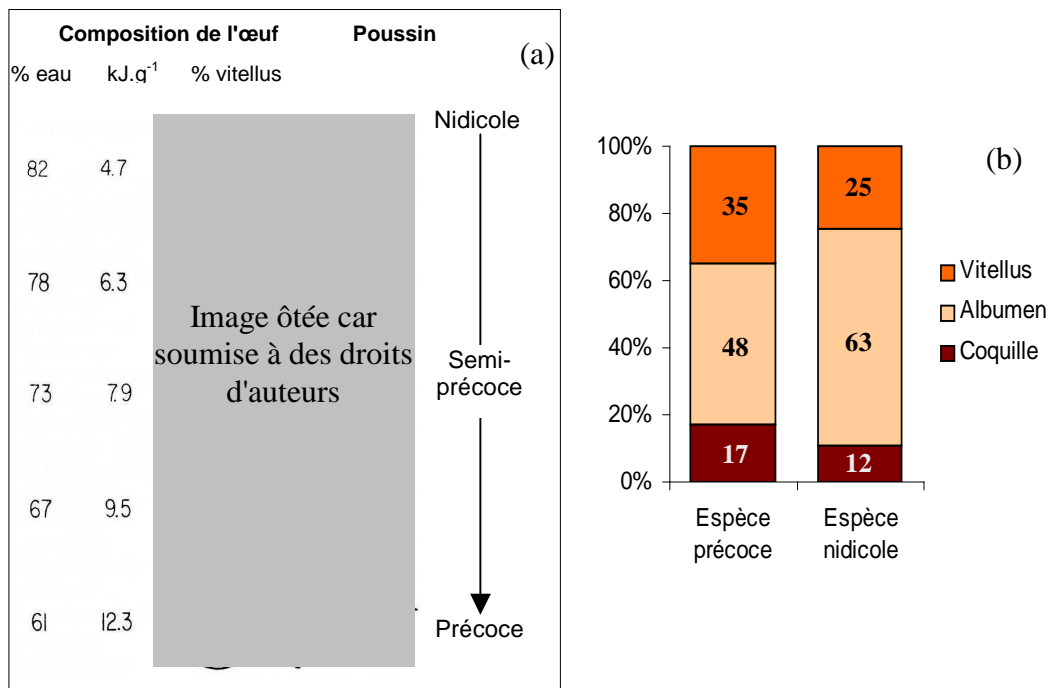 Composition de l'œuf Poussin
(a)
% eau kJ.g-1 % vitellus
Nidicole
82 4.7
78 6.3
Image ôtée car
soumise à des droits
d'auteurs
Semi-
précoce
73 7.9
67 9.5
61 12.3
Précoce
(b)
100%
80%
60%
40%
20%
0%
35
48
17
25
63
12
Vitellus
Albumen
Coquille
Espèce
précoce
Espèce
nidicole